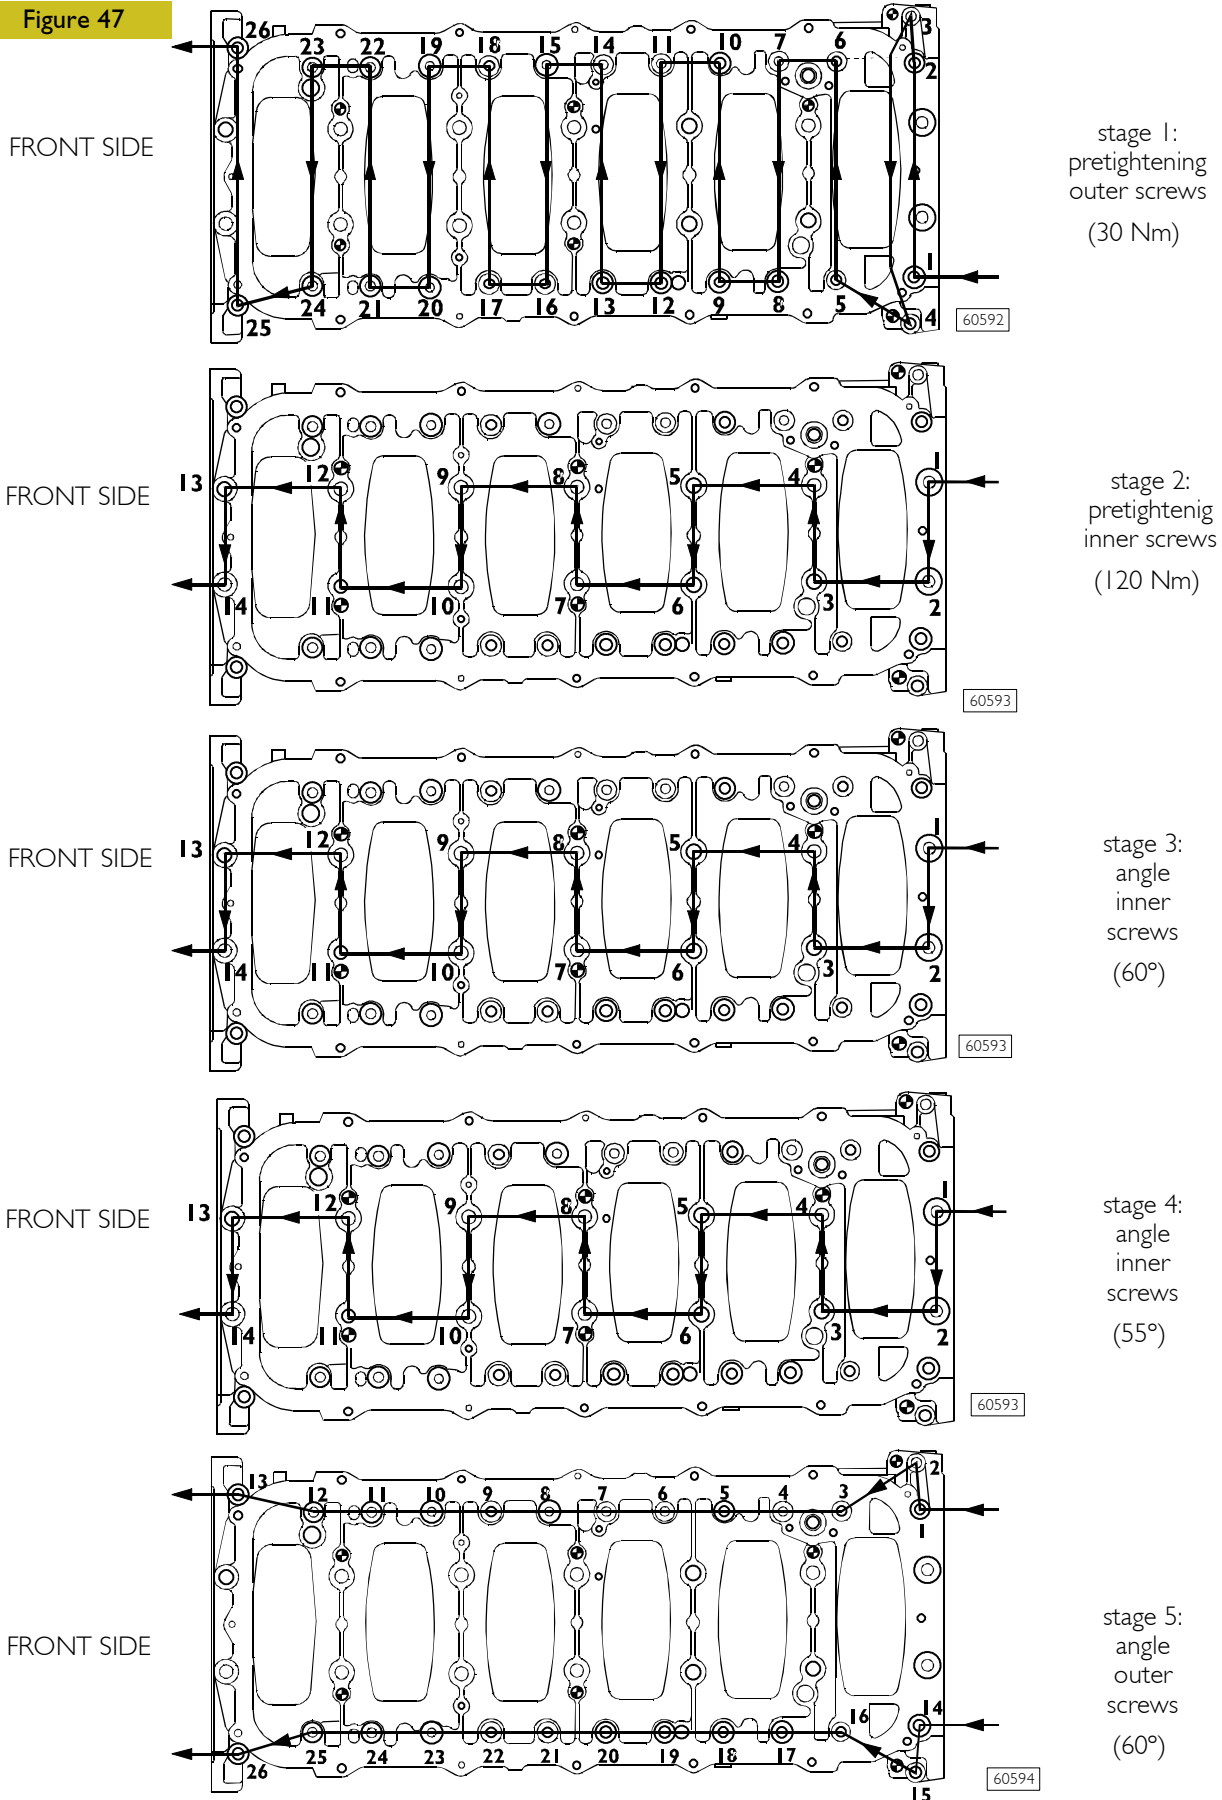 Figure 47
26 23 22 19 18 15 14 11 10 7 6 3
2
FRONT SIDE
stage 1:
pretightening
outer screws
(30 Nm)
1
25 24 21 20 17 16 13 12 9 8 5 4
60592
13 12 9 8 5 4 1
FRONT SIDE
stage 2:
pretightenig
inner screws
(120 Nm)
14 11 10 7 6 3 2
60593
13 12 9 8 5 4 1
FRONT SIDE
stage 3:
angle
inner
screws
(60°)
14 11 10 7 6 3 2
60593
13 12 9 8 5 4 1
FRONT SIDE
stage 4:
angle
inner
screws
(55°)
14 11 10 7 6 3 2
60593
13 12 11 10 9 8 7 6 5 4 3 2
1
FRONT SIDE
stage 5:
angle
outer
screws
(60°)
16 14
26 25 24 23 22 21 20 19 18 17
15
60594